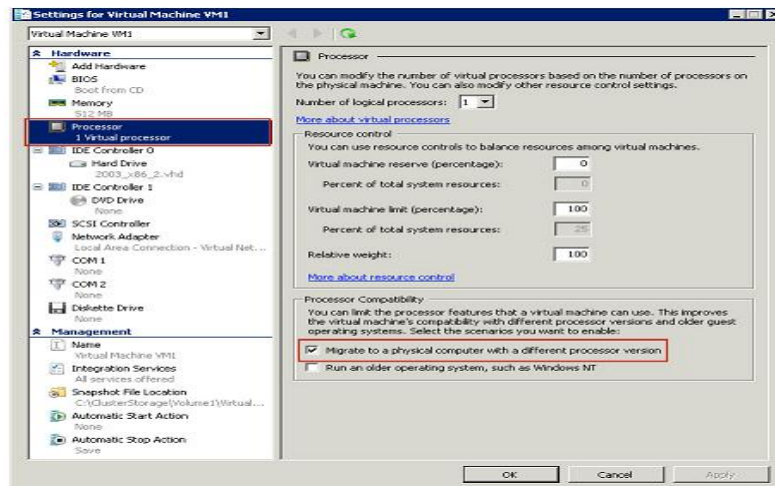 Settings for Virtual Machine VM1
Virtual Machine VM1
Hardware
Add Hardware
BIOS
Boot from CD
Memory
512 MB
Processor
1 Virtual processor
IDE Controller 0
Hard Drive
2003_x86_2.vhd
IDE Controller 1
DVD Drive
None
SCSI Controller
Network Adapter
Local Area Connection - Virtual Net...
COM 1
None
COM 2
None
Diskette Drive
None
Management
Name
Virtual Machine VM1
Integration Services
All services offered
Snapshot File Location
C:\ClusterStorage\Volume1\Virtual...
Automatic Start Action
None
Automatic Stop Action
Save
Processor
You can modify the number of virtual processors based on the number of processors on
the physical machine. You can also modify other resource control settings.
Number of logical processors: 1
More about virtual processors
Resource control
You can use resource controls to balance resources among virtual machines.
Virtual machine reserve (percentage): 0
Percent of total system resources: 0
Virtual machine limit (percentage): 100
Percent of total system resources: 25
Relative weight: 100
More about resource control
Processor Compatibility
You can limit the processor features that a virtual machine can use. This improves
the virtual machine's compatibility with different processor versions and older guest
operating systems. Select the scenarios you want to enable:
Migrate to a physical computer with a different processor version
Run an older operating system, such as Windows NT
OK
Cancel
Apply